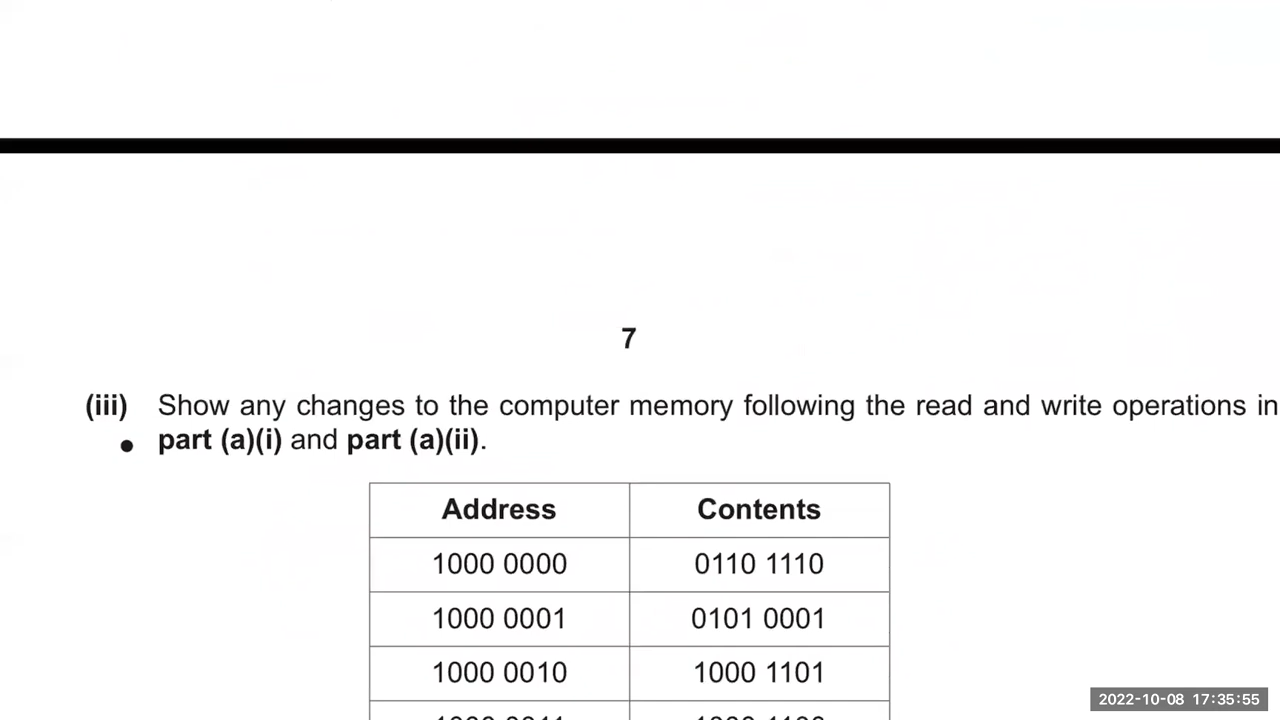 7
(iii) Show any changes to the computer memory following the read and write operations in
• part (a)(i) and part (a)(ii).
Address Contents
1000 0000 0110 1110
1000 0001 0101 0001
1000 0010 1000 1101
2022-10-08 17:35:55